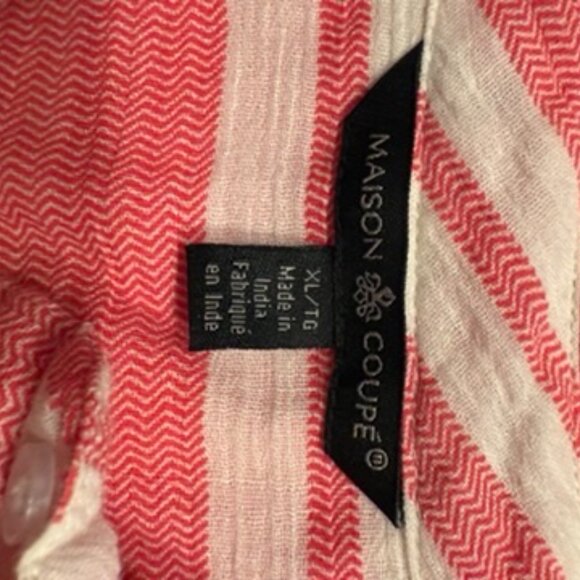 MAISON COUPÉ
XL/TG
Made in
India
Fabriqué
en Inde